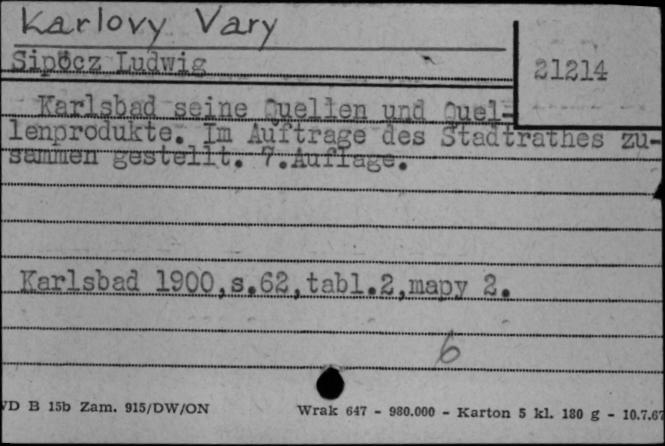 Karlovy Vary
Sipöcz Ludwig
21214
Karlsbad seine Quellen und Quel-
lenprodukte. Im Auftrage des Stadtrathes zu-
sammen gestellt. 7.Auflage.
Karlsbad 1900,s.62,tabl.2,mapy 2.
6
VD B 15b Zam. 915/DW/ON
Wrak 647 - 980.000 - Karton 5 kl. 180 g - 10.7.67